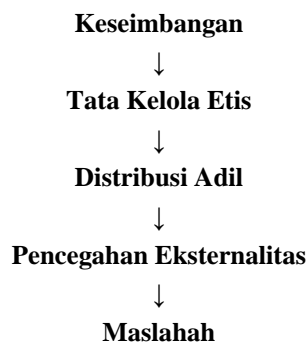 Keseimbangan
↓
Tata Kelola Etis
↓
Distribusi Adil
↓
Pencegahan Eksternalitas
↓
Maslahah